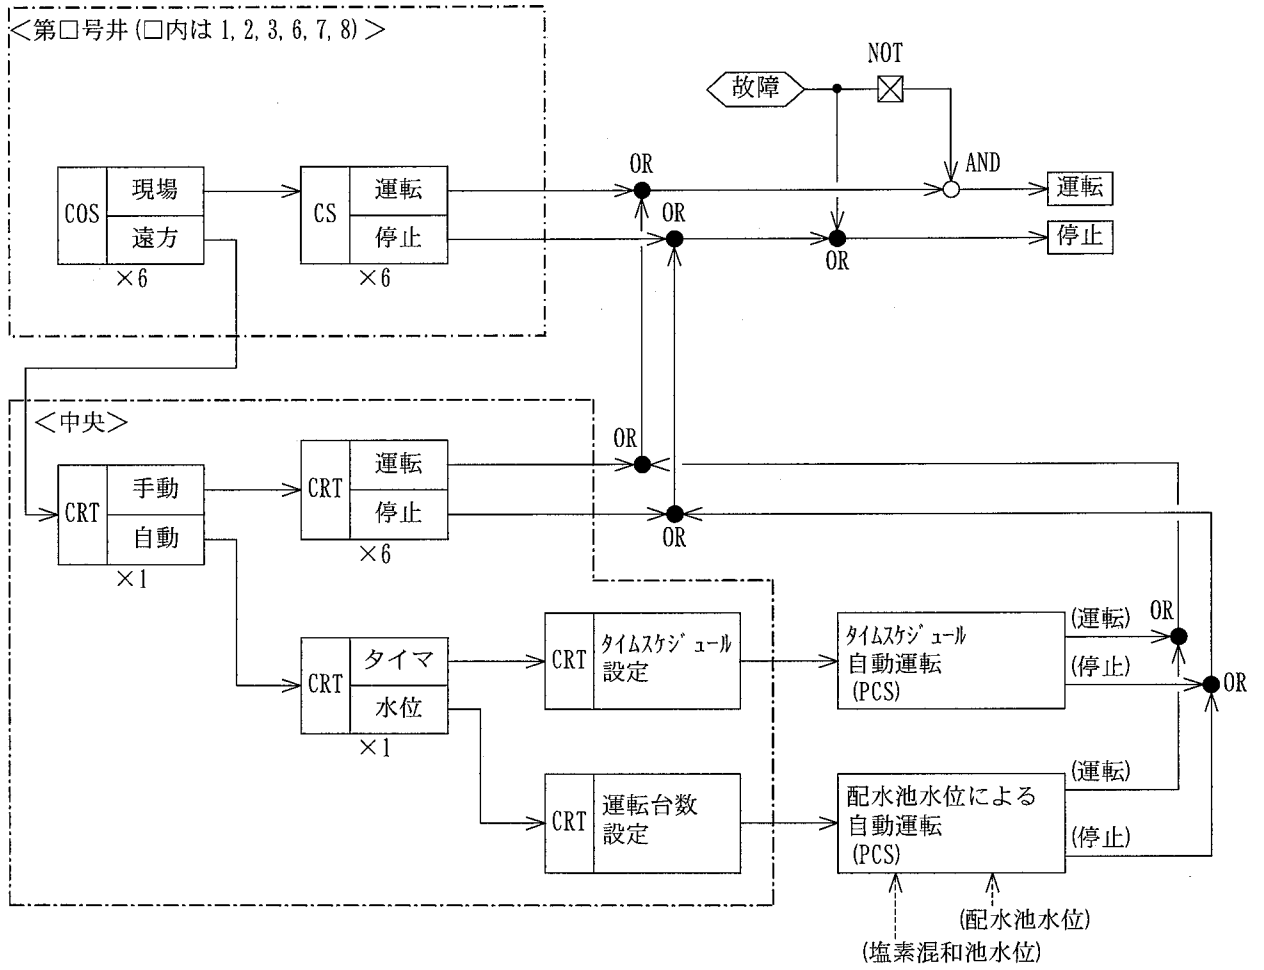 ＜第□号井(□内は1,2,3,6,7,8)＞
NOT
故障
OR
AND
COS
現場
遠方
×6
CS
運転
停止
×6
OR
OR
運転
停止
＜中央＞
CRT
手動
自動
×1
CRT
運転
停止
×6
OR
OR
CRT
タイマ
水位
×1
CRT
ﾀｲﾑｽｹｼﾞｭｰﾙ
設定
ﾀｲﾑｽｹｼﾞｭｰﾙ
自動運転
(PCS)
(運転)
(停止)
OR
OR
CRT
運転台数
設定
配水池水位による
自動運転
(PCS)
(運転)
(停止)
(配水池水位)
(塩素混和池水位)